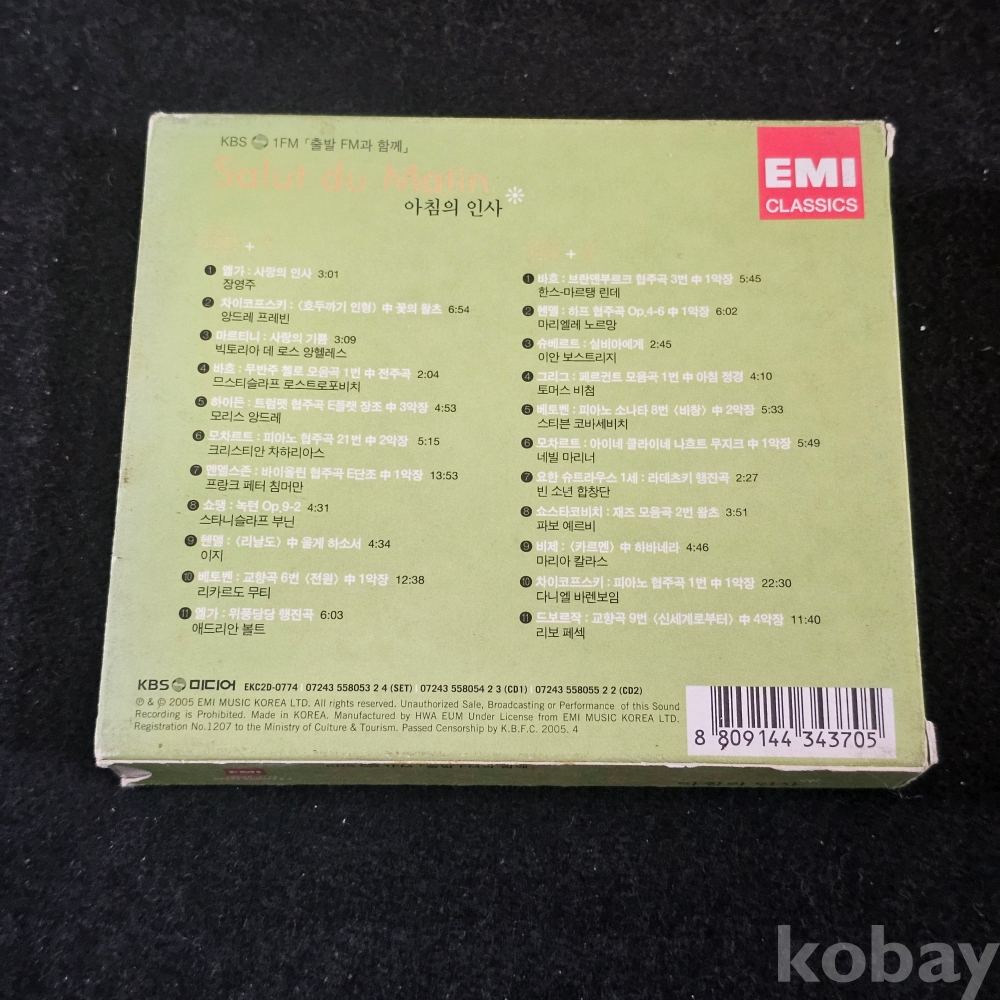 KBS 1FM 「출발 FM과 함께」
Salut du Matin
아침의 인사
EMI
CLASSICS
+
1 엘가 : 사랑의 인사 3:01
장영주
2 차이코프스키 : 〈호두까기 인형〉 中 꽃의 왈츠 6:54
앙드레 프레빈
3 마르티니 : 사랑의 기쁨 3:09
빅토리아 데 로스 앙헬레스
4 바흐 : 무반주 첼로 모음곡 1번 中 전주곡 2:04
므스티슬라프 로스트로포비치
5 하이든 : 트럼펫 협주곡 E플랫 장조 中 3악장 4:53
모리스 앙드레
6 모차르트 : 피아노 협주곡 21번 中 2악장 5:15
크리스티안 차하리아스
7 멘델스존 : 바이올린 협주곡 E단조 中 1악장 13:53
프랑크 페터 침머만
8 쇼팽 : 녹턴 Op.9-2 4:31
스타니슬라프 부닌
9 헨델 : 〈리날도〉 中 울게 하소서 4:34
이지
10 베토벤 : 교향곡 6번 〈전원〉 中 1악장 12:38
리카르도 무티
11 엘가 : 위풍당당 행진곡 6:03
애드리안 볼트
+
1 바흐 : 브란덴부르크 협주곡 3번 中 1악장 5:45
한스-마르탱 린데
2 헨델 : 하프 협주곡 Op.4-6 中 1악장 6:02
마리엘레 노르망
3 슈베르트 : 실비아에게 2:45
이안 보스트리지
4 그리그 : 페르귄트 모음곡 1번 中 아침 정경 4:10
토머스 비첨
5 베토벤 : 피아노 소나타 8번 〈비창〉 中 2악장 5:33
스티븐 코바세비치
6 모차르트 : 아이네 클라이네 나흐트 무지크 中 1악장 5:49
네빌 마리너
7 요한 슈트라우스 1세 : 라데츠키 행진곡 2:27
빈 소년 합창단
8 쇼스타코비치 : 재즈 모음곡 2번 왈츠 3:51
파보 예르비
9 비제 : 〈카르멘〉 中 하바네라 4:46
마리아 칼라스
10 차이코프스키 : 피아노 협주곡 1번 中 1악장 22:30
다니엘 바렌보임
11 드보르작 : 교향곡 9번 〈신세계로부터〉 中 4악장 11:40
리보 페섹
KBS 미디어 EKC2D-0774 | 07243 558053 2 4 (SET) | 07243 558054 2 3 (CD1) | 07243 558055 2 2 (CD2)
℗ & © 2005 EMI MUSIC KOREA LTD. All rights reserved. Unauthorized Sale, Broadcasting or Performance of this Sound
Recording is Prohibited. Made in KOREA. Manufactured by HWA EUM Under License from EMI MUSIC KOREA LTD.
Registration No.1207 to the Ministry of Culture & Tourism. Passed Censorship by K.B.F.C. 2005. 4
8 809144 343705
EMI
kobay